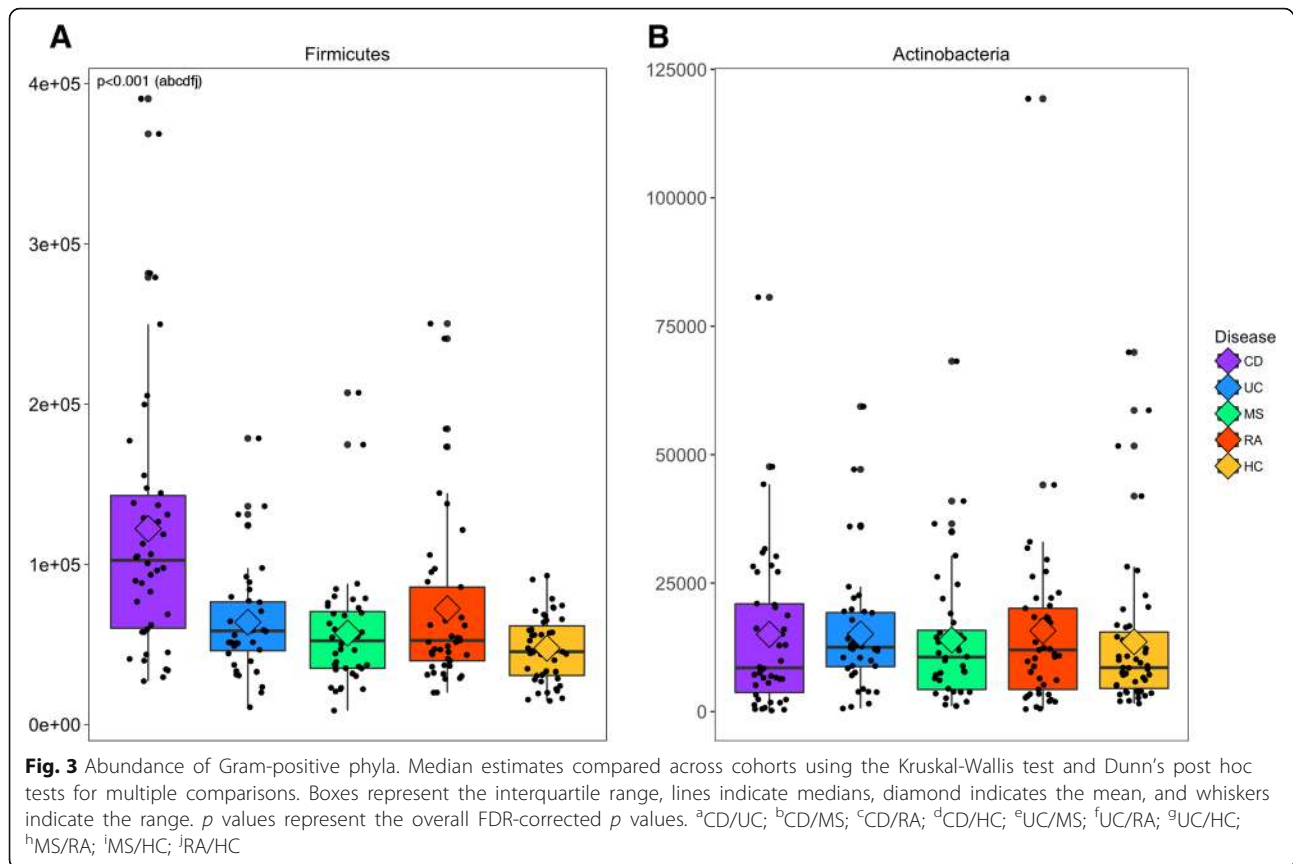 A
Firmicutes
p<0.001 (abcdfj)
4e+05
3e+05
2e+05
1e+05
0e+00
B
Actinobacteria
125000
100000
75000
50000
25000
0
Disease
CD
UC
MS
RA
HC
Fig. 3 Abundance of Gram-positive phyla. Median estimates compared across cohorts using the Kruskal-Wallis test and Dunn's post hoc
tests for multiple comparisons. Boxes represent the interquartile range, lines indicate medians, diamond indicates the mean, and whiskers
indicate the range. p values represent the overall FDR-corrected p values. ᵃCD/UC; ᵇCD/MS; ᶜCD/RA; ᵈCD/HC; ᵉUC/MS; ᶠUC/RA; ᵍUC/HC;
ʰMS/RA; ⁱMS/HC; ʲRA/HC